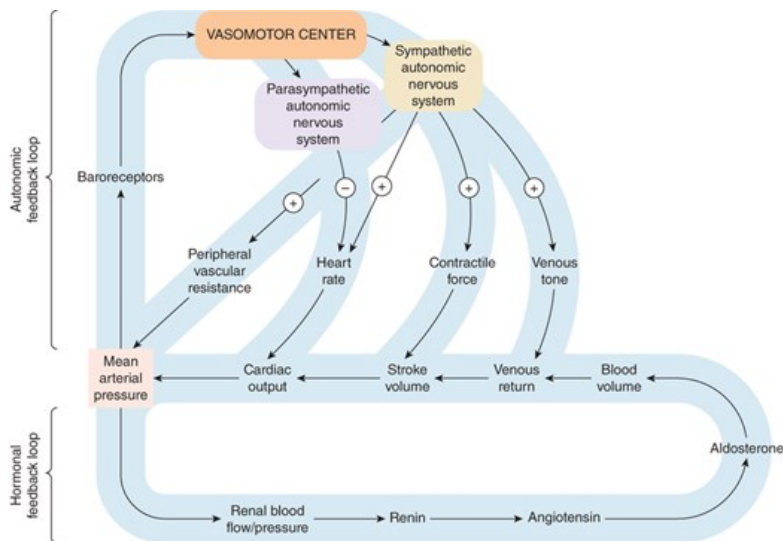 VASOMOTOR CENTER
Sympathetic
autonomic
nervous
system
Parasympathetic
autonomic
nervous
system
Autonomic
feedback loop
Baroreceptors
+
−
+
+
+
Peripheral
vascular
resistance
Heart
rate
Contractile
force
Venous
tone
Mean
arterial
pressure
Cardiac
output
Stroke
volume
Venous
return
Blood
volume
Hormonal
feedback loop
Aldosterone
Renal blood
flow/pressure
Renin
Angiotensin